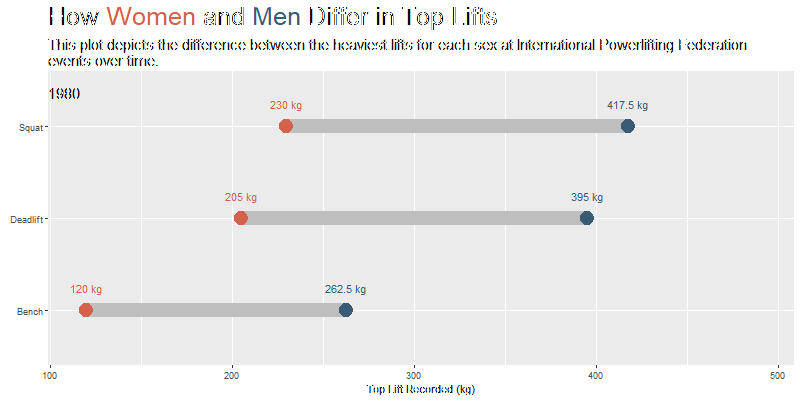 How Women and Men Differ in Top Lifts
This plot depicts the difference between the heaviest lifts for each sex at International Powerlifting Federation
events over time.
1980
230 kg
417.5 kg
Squat
205 kg
395 kg
Deadlift
120 kg
262.5 kg
Bench
100
200
300
400
500
Top Lift Recorded (kg)